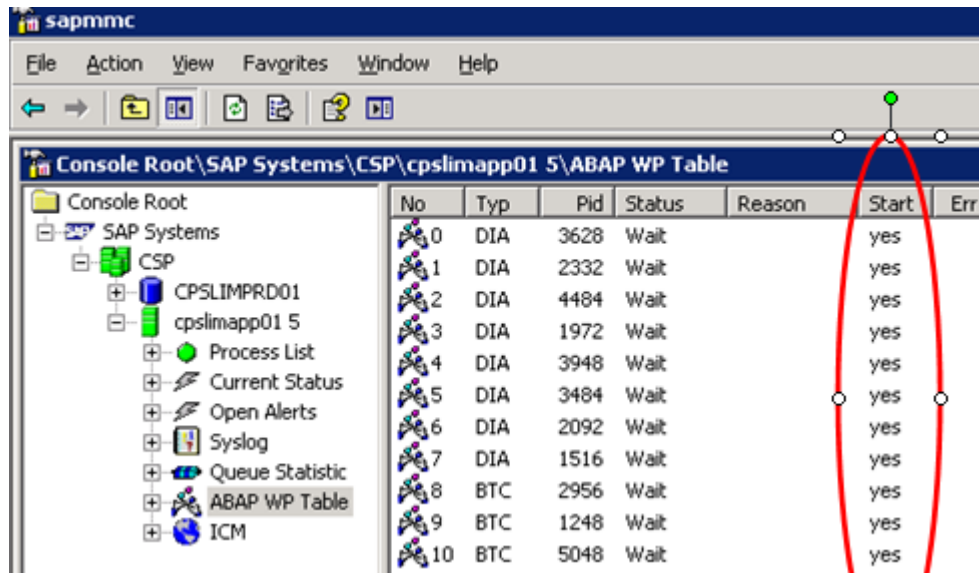 sapmmc
File Action View Favorites Window Help
Console Root\SAP Systems\CSP\cpslimapp01 5\ABAP WP Table
Console Root
SAP Systems
CSP
CPSLIMPRD01
cpslimapp01 5
Process List
Current Status
Open Alerts
Syslog
Queue Statistic
ABAP WP Table
ICM
No Typ Pid Status Reason Start Err
0 DIA 3628 Wait yes
1 DIA 2332 Wait yes
2 DIA 4484 Wait yes
3 DIA 1972 Wait yes
4 DIA 3948 Wait yes
5 DIA 3484 Wait yes
6 DIA 2092 Wait yes
7 DIA 1516 Wait yes
8 BTC 2956 Wait yes
9 BTC 1248 Wait yes
10 BTC 5048 Wait yes